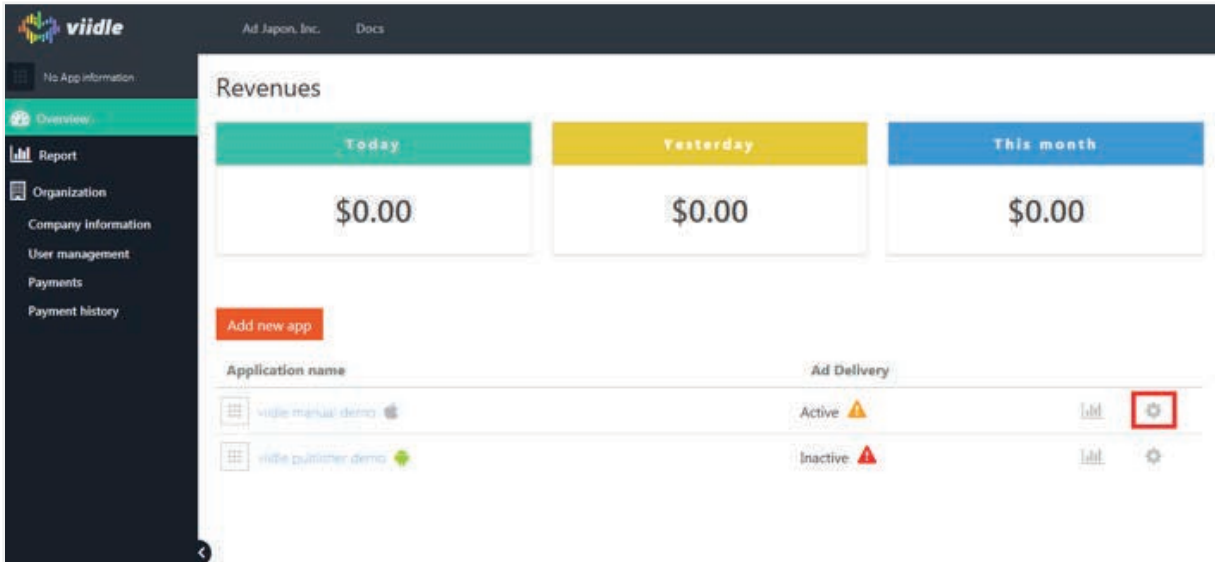 viidle
Ad Japon, Inc. Docs
No App information
Overview
Report
Organization
Company information
User management
Payments
Payment history
Revenues
Today Yesterday This month
$0.00 $0.00 $0.00
Add new app
Application name Ad Delivery
viidle manual demo Active
viidle publisher demo Inactive